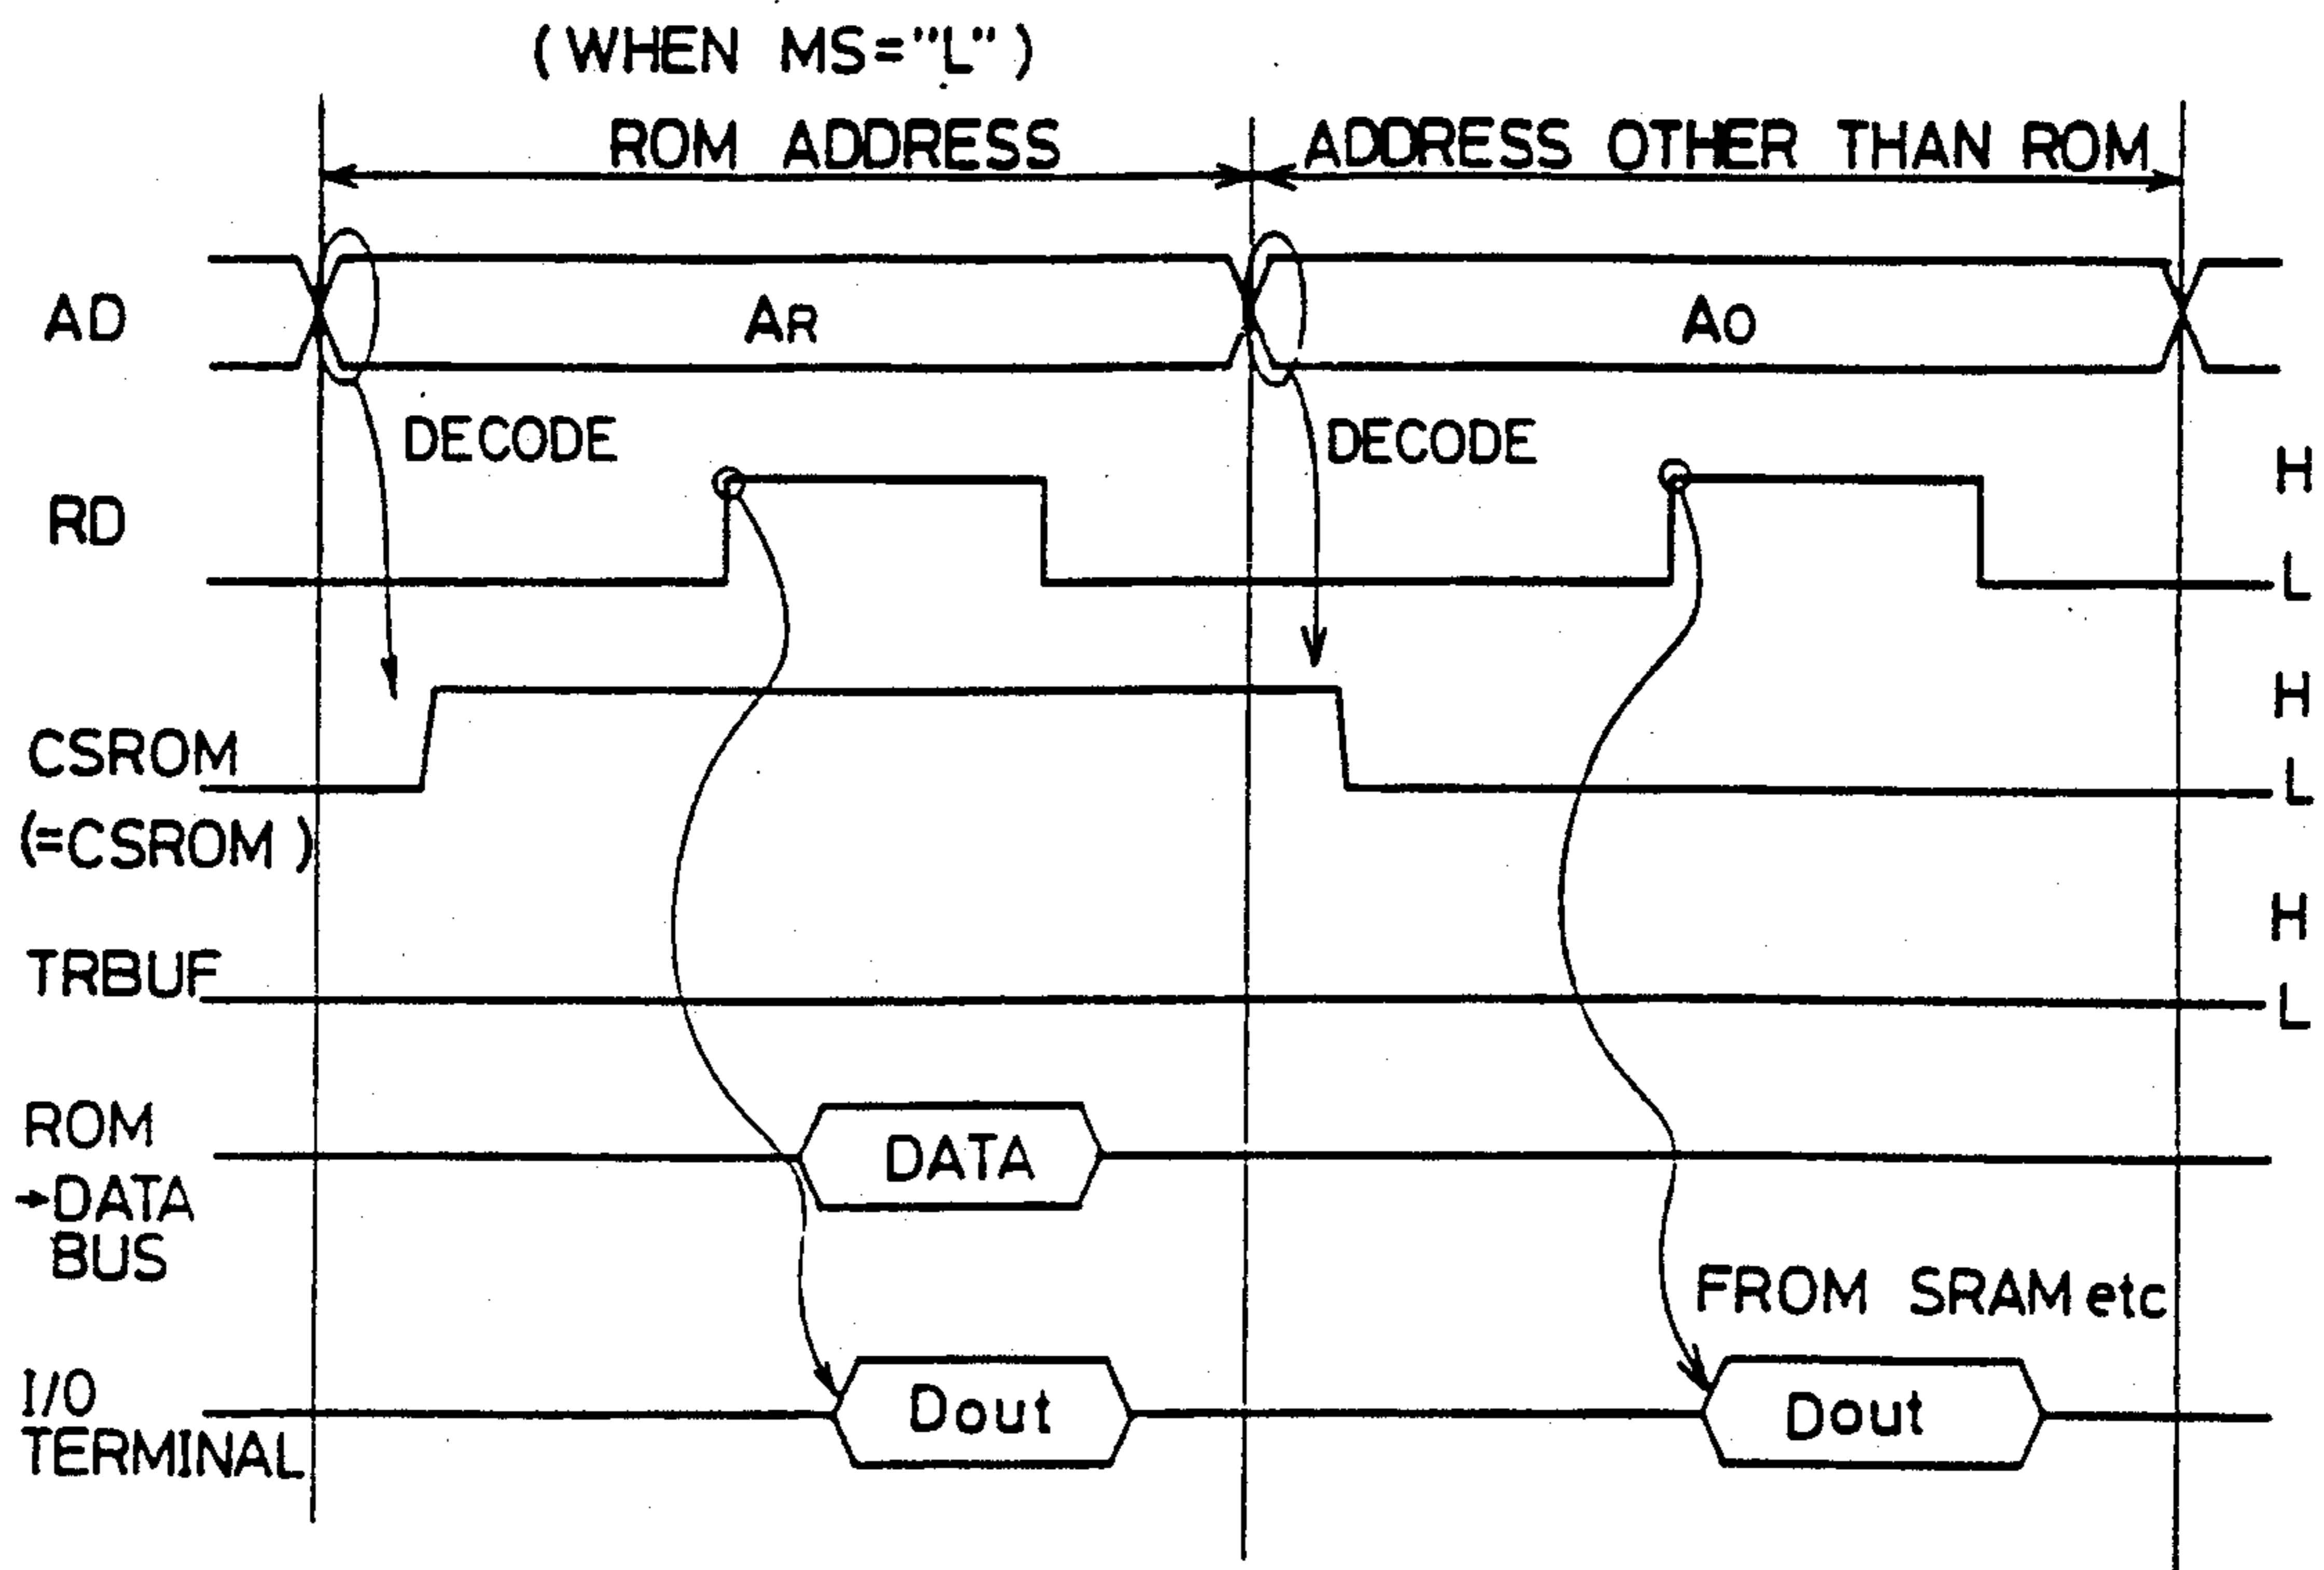 (WHEN MS="L")
ROM ADDRESS
ADDRESS OTHER THAN ROM
AD
AR
AO
DECODE
DECODE
RD
H
L
CSROM
(=CSROM)
H
L
TRBUF
H
L
ROM
→DATA
BUS
DATA
FROM SRAM etc
I/O
TERMINAL
Dout
Dout